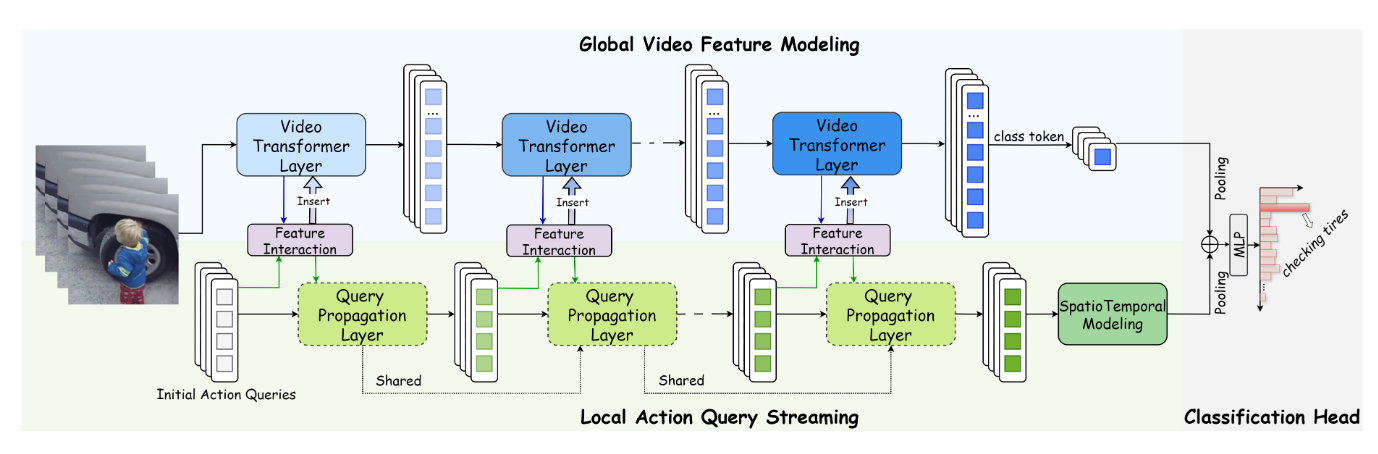 Global Video Feature Modeling
Video
Transformer
Layer
...
Video
Transformer
Layer
...
Video
Transformer
Layer
...
class token
Insert
Insert
Insert
Feature
Interaction
Feature
Interaction
Feature
Interaction
Query
Propagation
Layer
Query
Propagation
Layer
Query
Propagation
Layer
SpatioTemporal
Modeling
Shared
Shared
Initial Action Queries
Local Action Query Streaming
Pooling
Pooling
MLP
...
checking tires
Classification Head